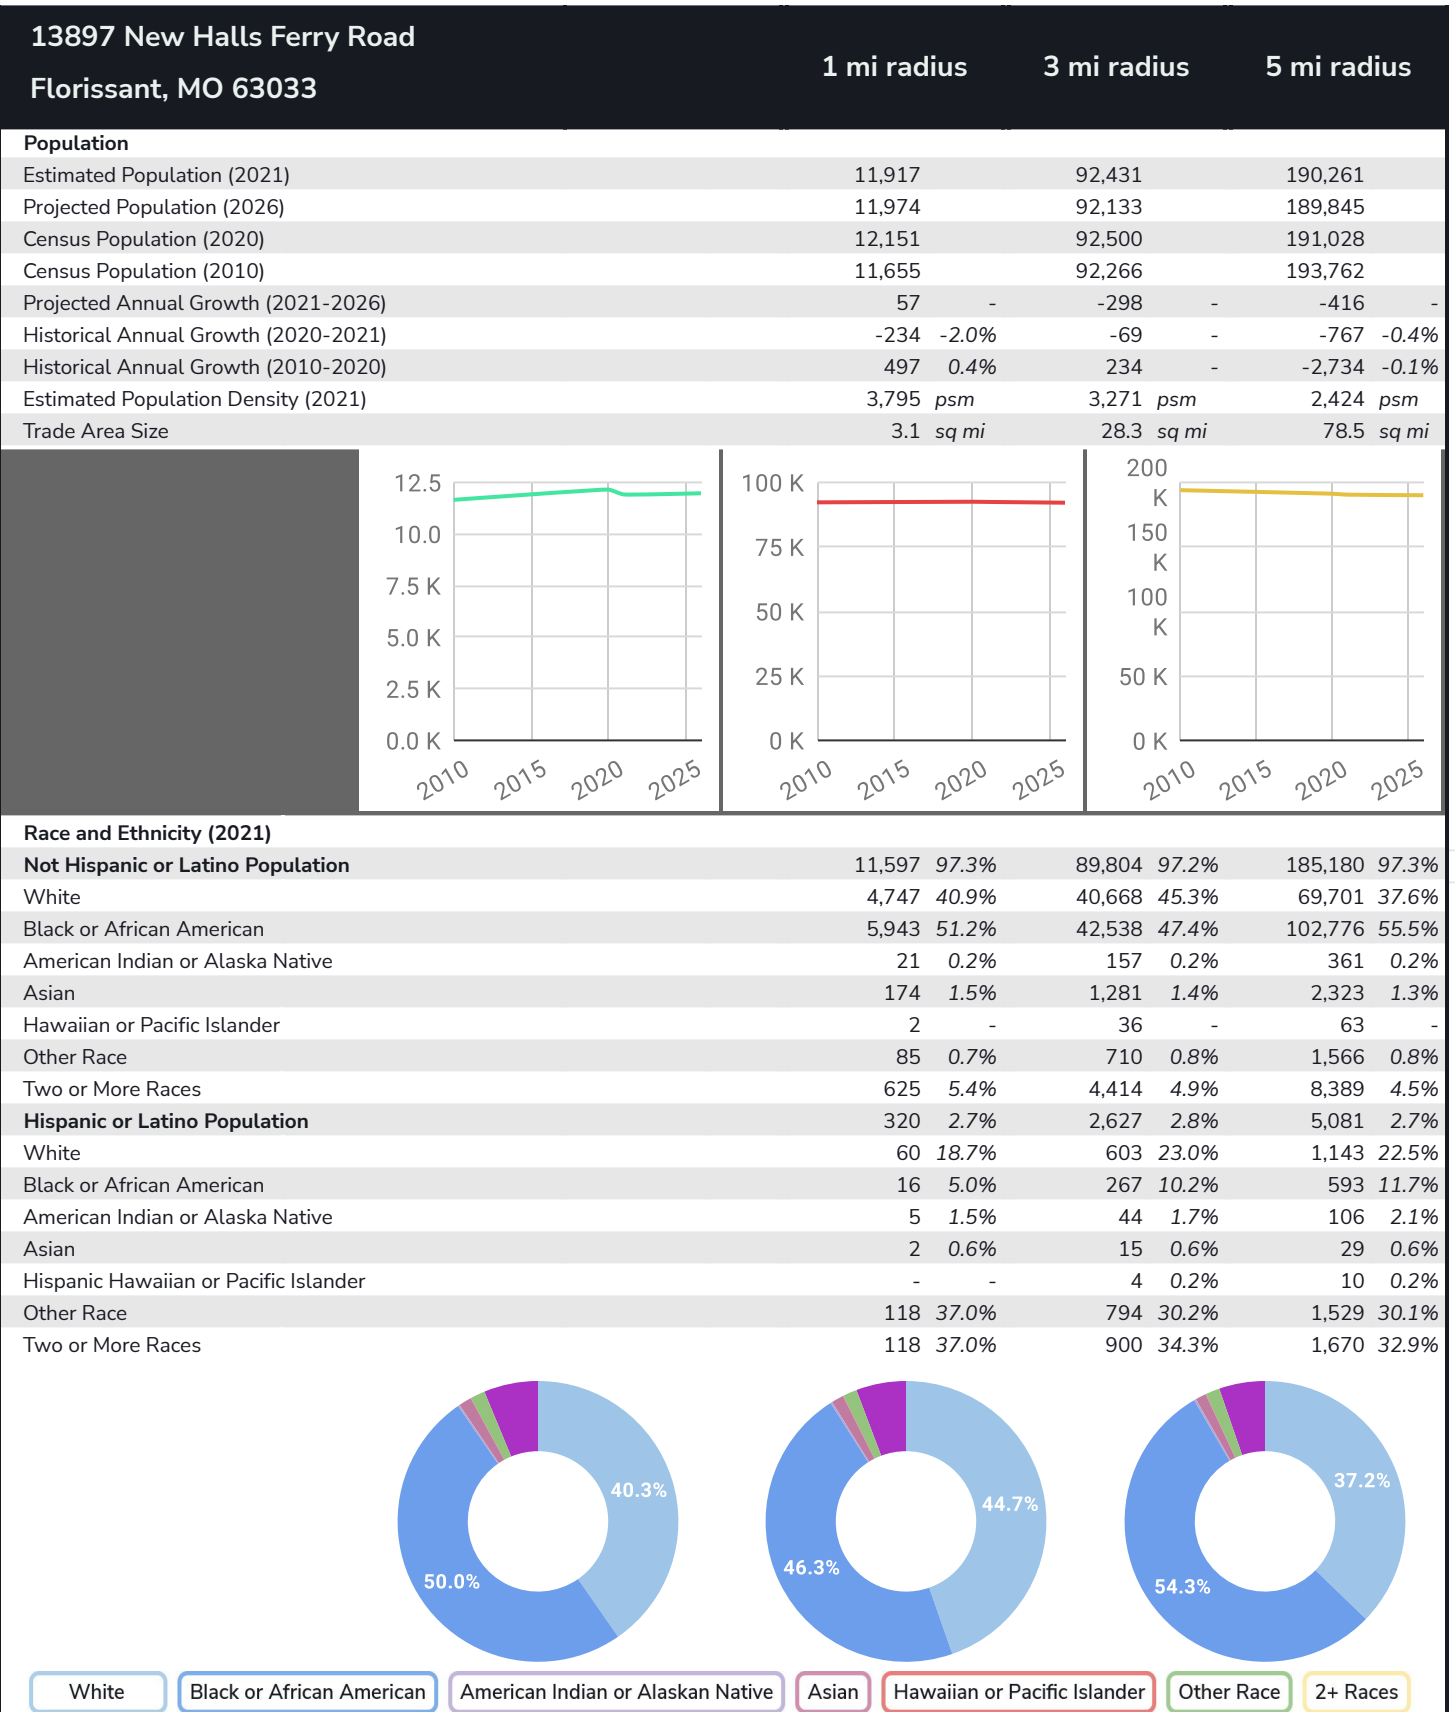 13897 New Halls Ferry Road
Florissant, MO 63033
1 mi radius 3 mi radius 5 mi radius
Population
Estimated Population (2021) 11,917 92,431 190,261
Projected Population (2026) 11,974 92,133 189,845
Census Population (2020) 12,151 92,500 191,028
Census Population (2010) 11,655 92,266 193,762
Projected Annual Growth (2021-2026) 57 - -298 - -416 -
Historical Annual Growth (2020-2021) -234 -2.0% -69 - -767 -0.4%
Historical Annual Growth (2010-2020) 497 0.4% 234 - -2,734 -0.1%
Estimated Population Density (2021) 3,795 psm 3,271 psm 2,424 psm
Trade Area Size 3.1 sq mi 28.3 sq mi 78.5 sq mi
12.5
10.0
7.5 K
5.0 K
2.5 K
0.0 K
2010 2015 2020 2025
100 K
75 K
50 K
25 K
0 K
2010 2015 2020 2025
200
K
150
K
100
K
50 K
0 K
2010 2015 2020 2025
Race and Ethnicity (2021)
Not Hispanic or Latino Population 11,597 97.3% 89,804 97.2% 185,180 97.3%
White 4,747 40.9% 40,668 45.3% 69,701 37.6%
Black or African American 5,943 51.2% 42,538 47.4% 102,776 55.5%
American Indian or Alaska Native 21 0.2% 157 0.2% 361 0.2%
Asian 174 1.5% 1,281 1.4% 2,323 1.3%
Hawaiian or Pacific Islander 2 - 36 - 63 -
Other Race 85 0.7% 710 0.8% 1,566 0.8%
Two or More Races 625 5.4% 4,414 4.9% 8,389 4.5%
Hispanic or Latino Population 320 2.7% 2,627 2.8% 5,081 2.7%
White 60 18.7% 603 23.0% 1,143 22.5%
Black or African American 16 5.0% 267 10.2% 593 11.7%
American Indian or Alaska Native 5 1.5% 44 1.7% 106 2.1%
Asian 2 0.6% 15 0.6% 29 0.6%
Hispanic Hawaiian or Pacific Islander - - 4 0.2% 10 0.2%
Other Race 118 37.0% 794 30.2% 1,529 30.1%
Two or More Races 118 37.0% 900 34.3% 1,670 32.9%
40.3%
50.0%
44.7%
46.3%
37.2%
54.3%
White Black or African American American Indian or Alaskan Native Asian Hawaiian or Pacific Islander Other Race 2+ Races